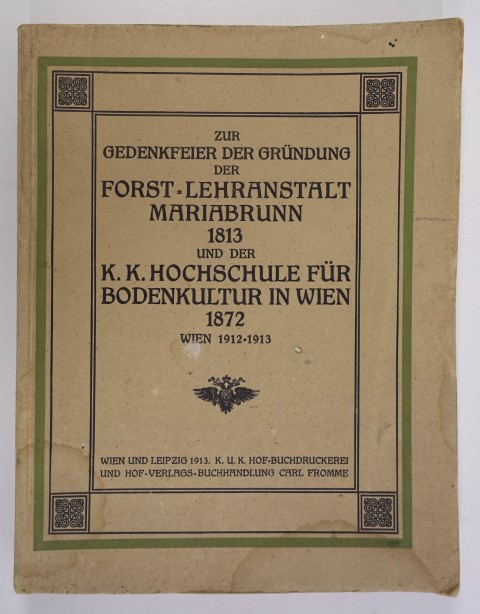 ZUR
GEDENKFEIER DER GRÜNDUNG
DER
FORST-LEHRANSTALT
MARIABRUNN
1813
UND DER
K. K. HOCHSCHULE FÜR
BODENKULTUR IN WIEN
1872
WIEN 1912-1913
WIEN UND LEIPZIG 1913. K. U. K. HOF-BUCHDRUCKEREI
UND HOF-VERLAGS-BUCHHANDLUNG CARL FROMME